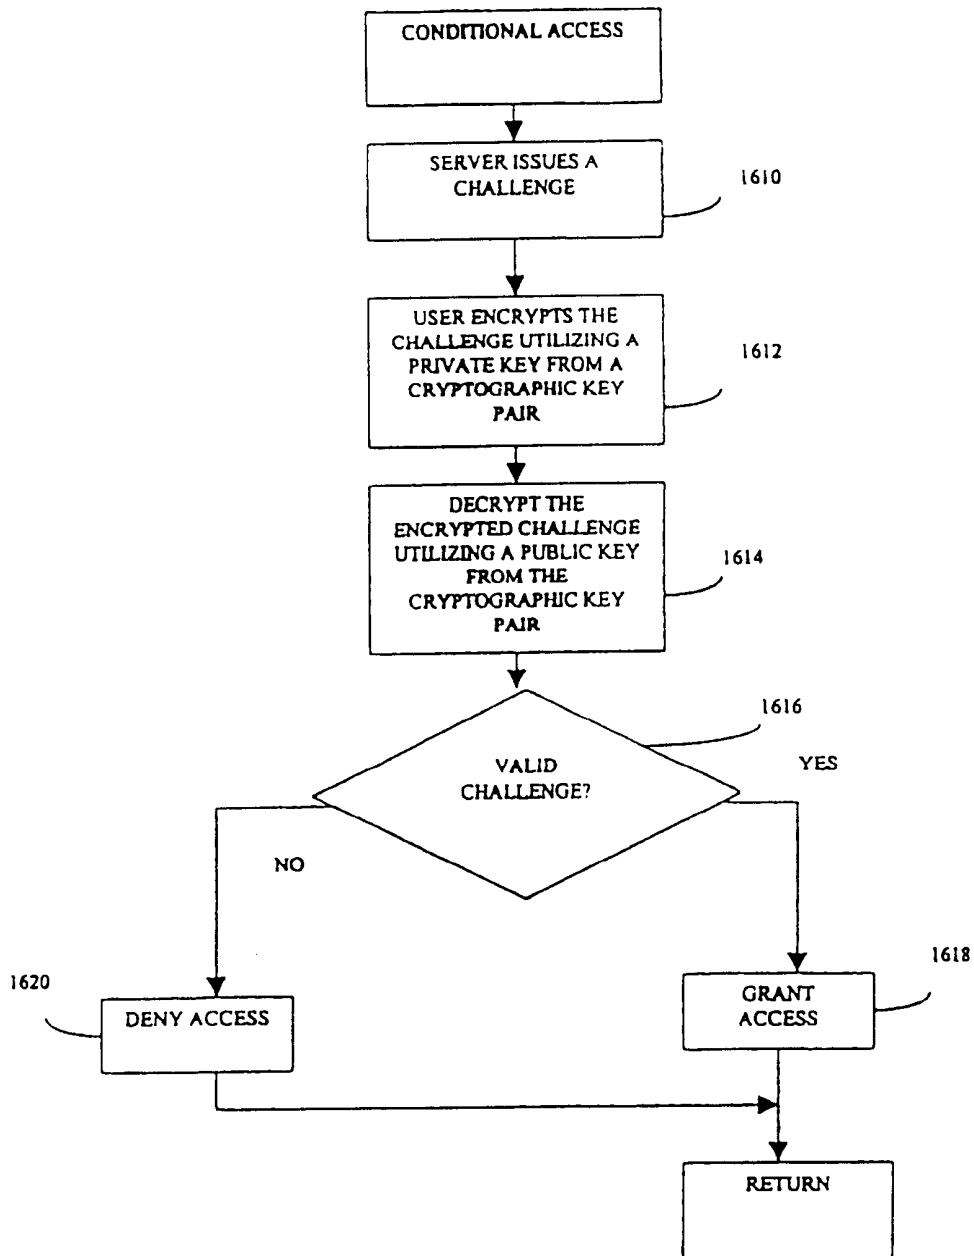 CONDITIONAL ACCESS
SERVER ISSUES A
CHALLENGE
1610
USER ENCRYPTS THE
CHALLENGE UTILIZING A
PRIVATE KEY FROM A
CRYPTOGRAPHIC KEY
PAIR
1612
DECRYPT THE
ENCRYPTED CHALLENGE
UTILIZING A PUBLIC KEY
FROM THE
CRYPTOGRAPHIC KEY
PAIR
1614
1616
VALID
CHALLENGE?
YES
NO
1620
DENY ACCESS
1618
GRANT
ACCESS
RETURN